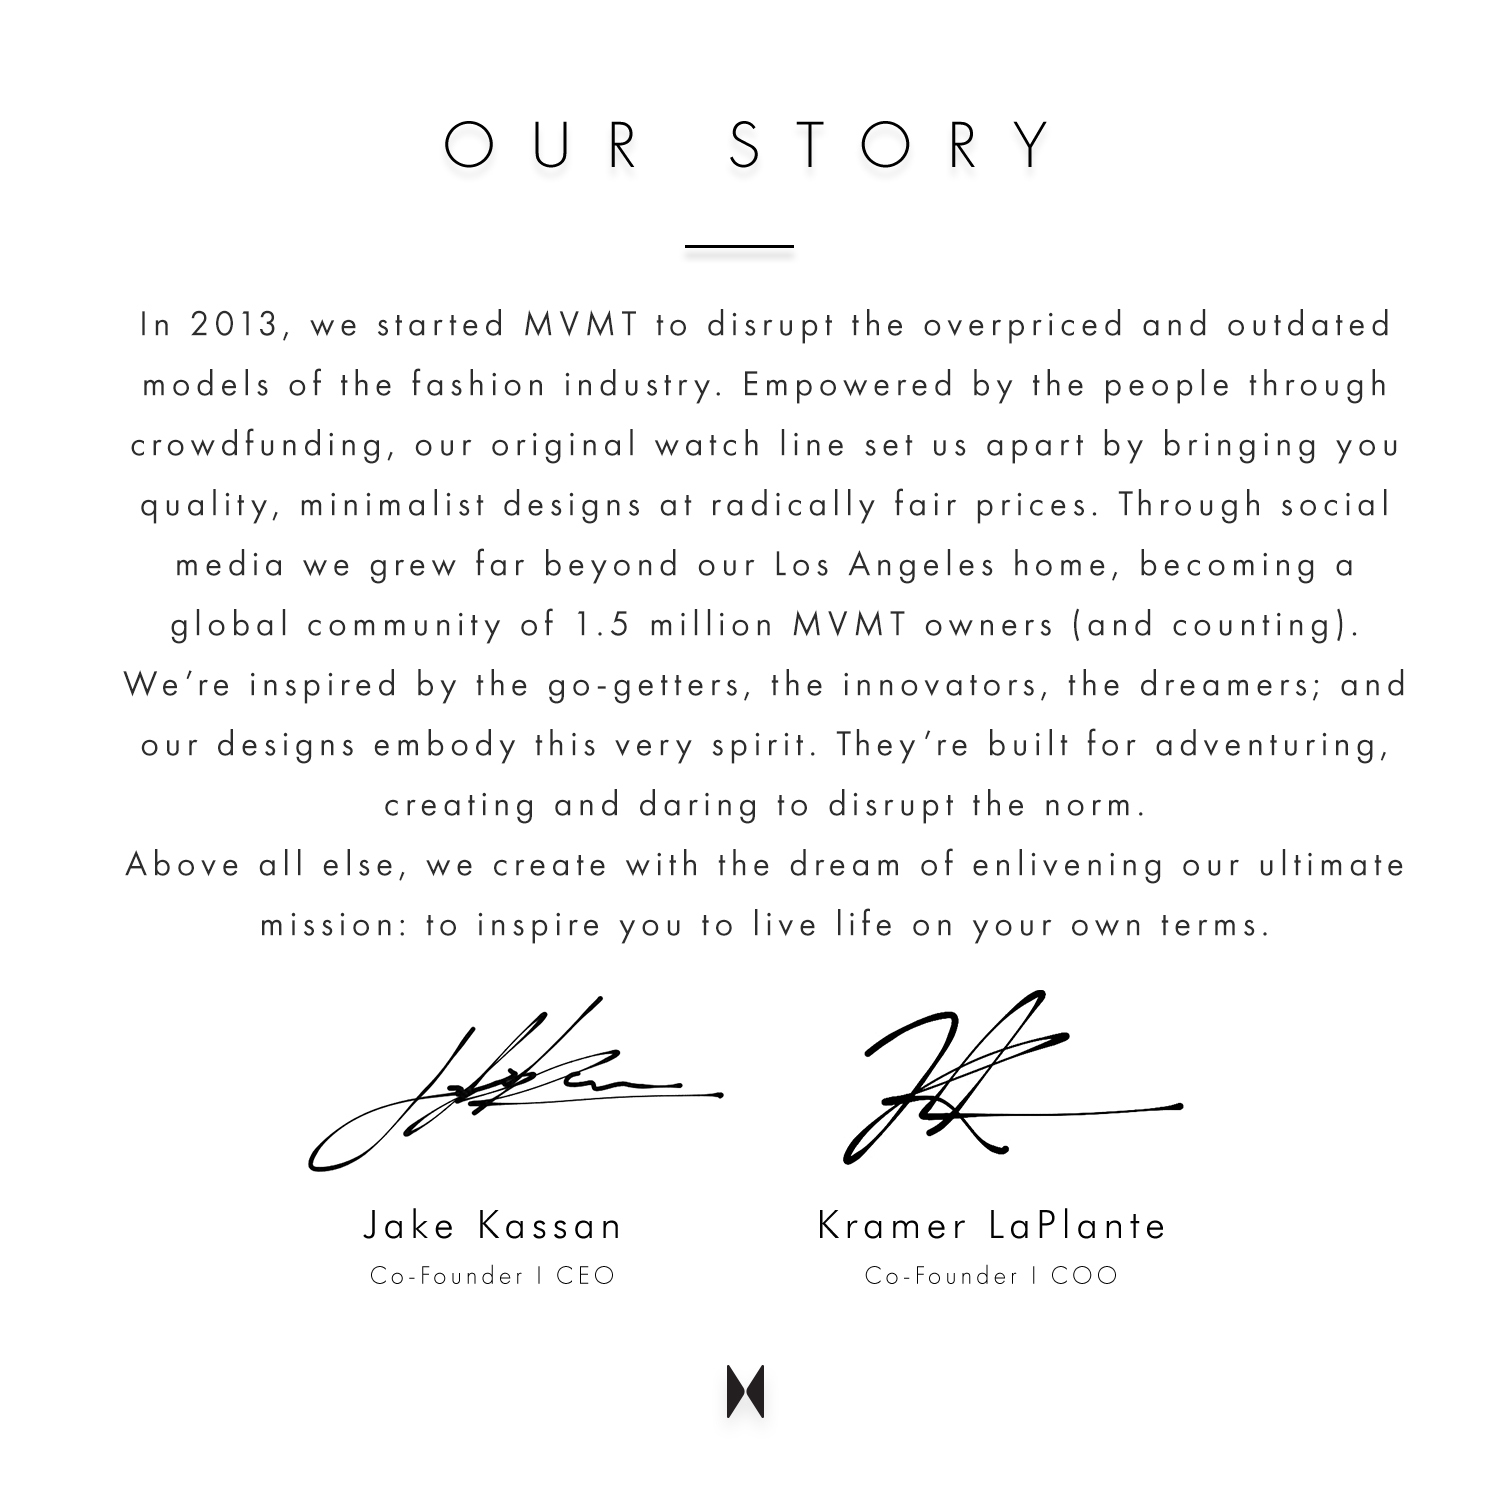 OUR STORY
In 2013, we started MVMT to disrupt the overpriced and outdated
models of the fashion industry. Empowered by the people through
crowdfunding, our original watch line set us apart by bringing you
quality, minimalist designs at radically fair prices. Through social
media we grew far beyond our Los Angeles home, becoming a
global community of 1.5 million MVMT owners (and counting).
We’re inspired by the go-getters, the innovators, the dreamers; and
our designs embody this very spirit. They’re built for adventuring,
creating and daring to disrupt the norm.
Above all else, we create with the dream of enlivening our ultimate
mission: to inspire you to live life on your own terms.
Jake Kassan
Kramer LaPlante
Co-Founder | CEO
Co-Founder | COO